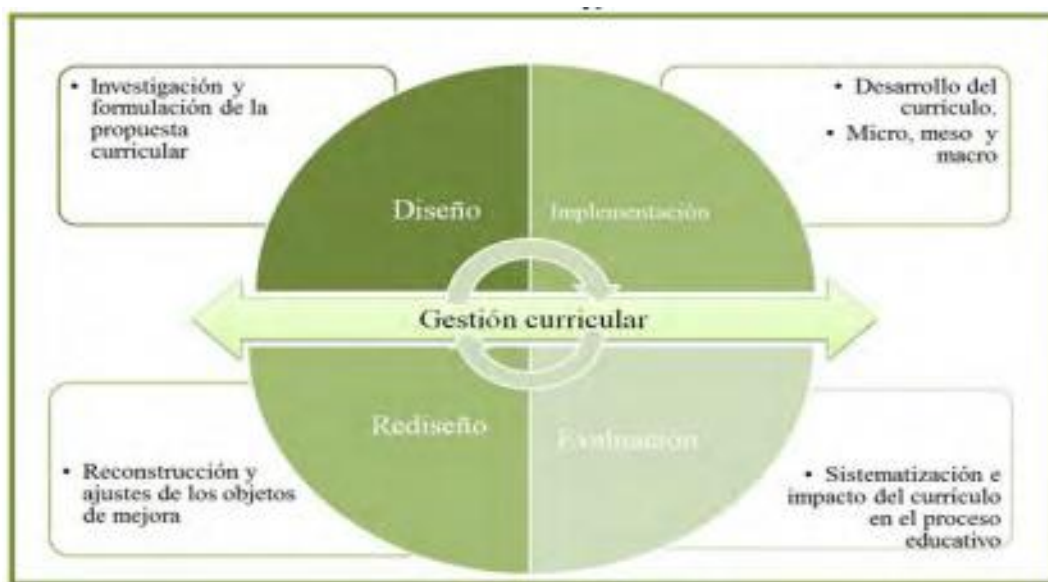 • Investigación y
formulación de la
propuesta
curricular
• Desarrollo del
currículo.
• Micro, meso y
macro
Diseño
Implementación
Gestión curricular
Rediseño
Evaluación
• Reconstrucción y
ajustes de los objetos
de mejora
• Sistematización e
impacto del currículo
en el proceso
educativo